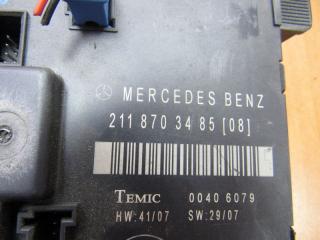 MERCEDES BENZ
211 870 34 85 [08]
TEMIC 0040 6079
HW:41/07 SW:29/07